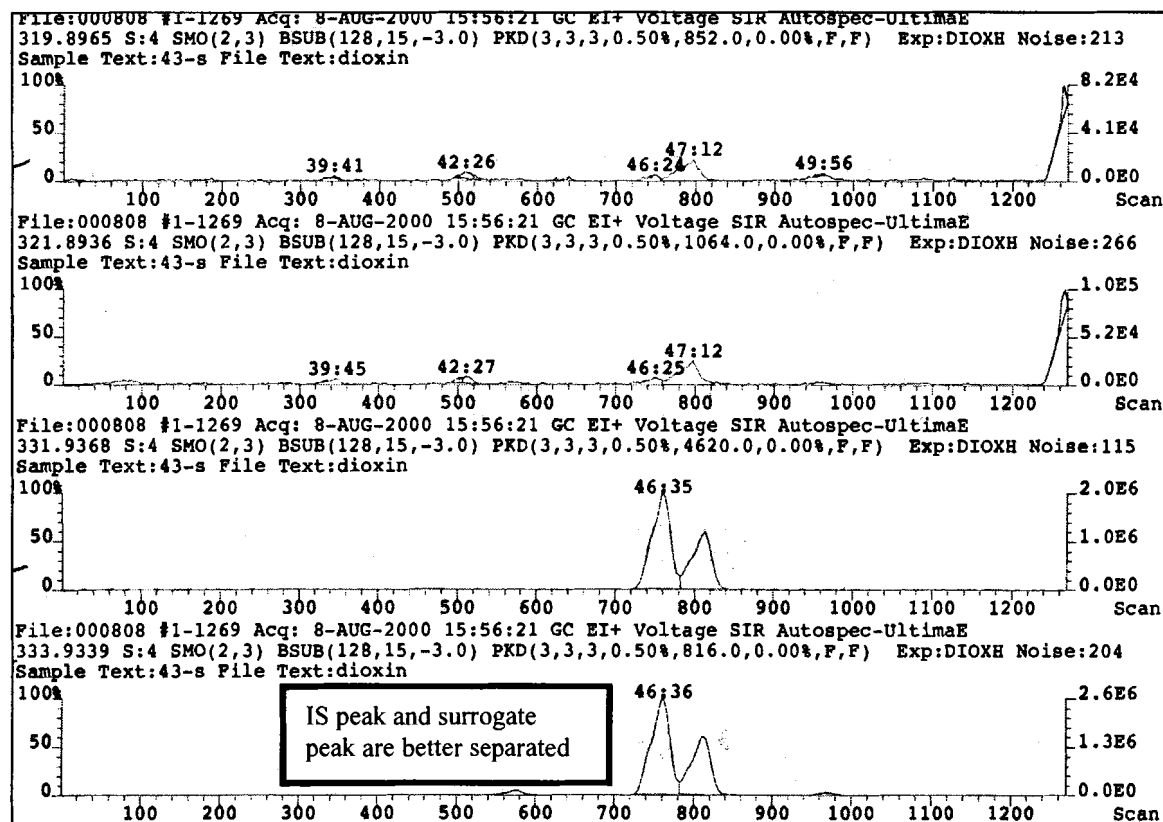 File:000808 #1-1269 Acq: 8-AUG-2000 15:56:21 GC EI+ Voltage SIR Autospec-UltimaE
319.8965 S:4 SMO(2,3) BSUB(128,15,-3.0) PKD(3,3,3,0.50%,852.0,0.00%,F,F) Exp:DIOXH Noise:213
Sample Text:43-s File Text:dioxin
100% 8.2E4
50 4.1E4
39:41 42:26 46:24 47:12 49:56
0 0.0E0
100 200 300 400 500 600 700 800 900 1000 1100 1200 Scan
File:000808 #1-1269 Acq: 8-AUG-2000 15:56:21 GC EI+ Voltage SIR Autospec-UltimaE
321.8936 S:4 SMO(2,3) BSUB(128,15,-3.0) PKD(3,3,3,0.50%,1064.0,0.00%,F,F) Exp:DIOXH Noise:266
Sample Text:43-s File Text:dioxin
100% 1.0E5
50 5.2E4
39:45 42:27 46:25 47:12
0 0.0E0
100 200 300 400 500 600 700 800 900 1000 1100 1200 Scan
File:000808 #1-1269 Acq: 8-AUG-2000 15:56:21 GC EI+ Voltage SIR Autospec-UltimaE
331.9368 S:4 SMO(2,3) BSUB(128,15,-3.0) PKD(3,3,3,0.50%,4620.0,0.00%,F,F) Exp:DIOXH Noise:115
Sample Text:43-s File Text:dioxin
100% 46:35 2.0E6
50 1.0E6
0 0.0E0
100 200 300 400 500 600 700 800 900 1000 1100 1200 Scan
File:000808 #1-1269 Acq: 8-AUG-2000 15:56:21 GC EI+ Voltage SIR Autospec-UltimaE
333.9339 S:4 SMO(2,3) BSUB(128,15,-3.0) PKD(3,3,3,0.50%,816.0,0.00%,F,F) Exp:DIOXH Noise:204
Sample Text:43-s File Text:dioxin
100% 46:36 2.6E6
IS peak and surrogate
peak are better separated
50 1.3E6
0 0.0E0
100 200 300 400 500 600 700 800 900 1000 1100 1200 Scan